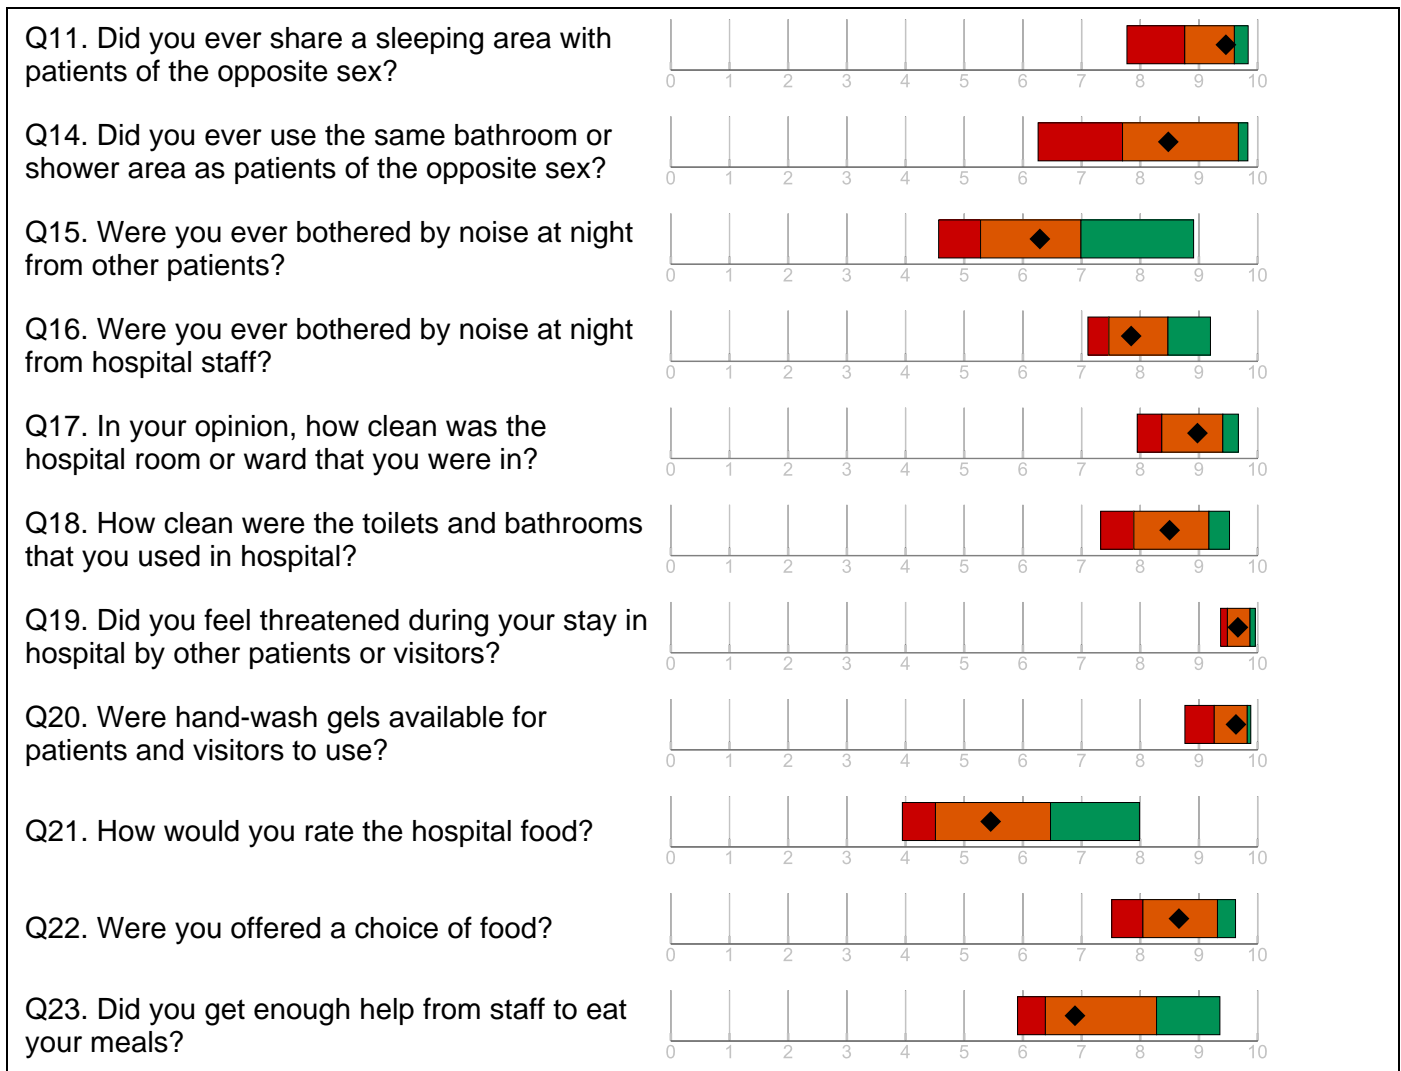 Q11. Did you ever share a sleeping area with
patients of the opposite sex?
0 1 2 3 4 5 6 7 8 9 10
Q14. Did you ever use the same bathroom or
shower area as patients of the opposite sex?
0 1 2 3 4 5 6 7 8 9 10
Q15. Were you ever bothered by noise at night
from other patients?
0 1 2 3 4 5 6 7 8 9 10
Q16. Were you ever bothered by noise at night
from hospital staff?
0 1 2 3 4 5 6 7 8 9 10
Q17. In your opinion, how clean was the
hospital room or ward that you were in?
0 1 2 3 4 5 6 7 8 9 10
Q18. How clean were the toilets and bathrooms
that you used in hospital?
0 1 2 3 4 5 6 7 8 9 10
Q19. Did you feel threatened during your stay in
hospital by other patients or visitors?
0 1 2 3 4 5 6 7 8 9 10
Q20. Were hand-wash gels available for
patients and visitors to use?
0 1 2 3 4 5 6 7 8 9 10
Q21. How would you rate the hospital food?
0 1 2 3 4 5 6 7 8 9 10
Q22. Were you offered a choice of food?
0 1 2 3 4 5 6 7 8 9 10
Q23. Did you get enough help from staff to eat
your meals?
0 1 2 3 4 5 6 7 8 9 10